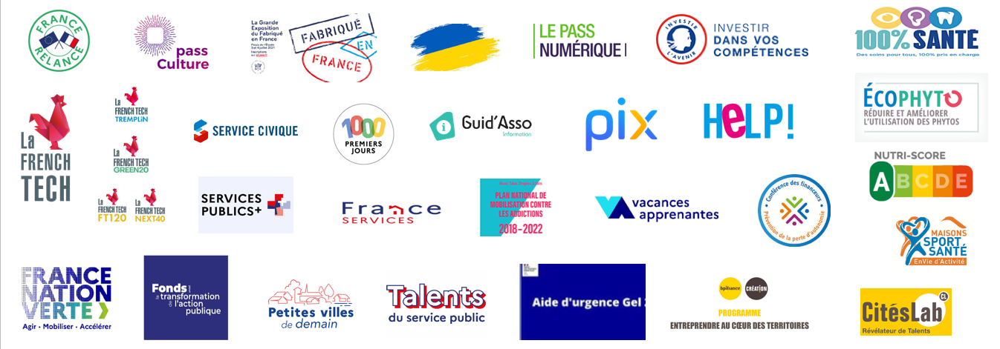 FRANCE
RELANCE
pass
Culture
La Grande
Exposition
du Fabriqué
en France
FABRIQUÉ
EN
FRANCE
LE PASS
NUMÉRIQUE
INVESTIR
L'AVENIR
INVESTIR
DANS VOS
COMPÉTENCES
100% SANTÉ
Des soins pour tous, 100% pris en charge
La
FRENCH
TECH
La
FRENCH TECH
TREMPLiN
La
FRENCH TECH
GREEN20
La
FRENCH TECH
FT120
La
FRENCH TECH
NEXT40
SERVICE CIVIQUE
1000
PREMIERS
JOURS
i
Guid'Asso
Information
pix
HeLP!
ÉCOPHYTO
RÉDUIRE ET AMÉLIORER
L'UTILISATION DES PHYTOS
NUTRI-SCORE
A B C D E
SERVICES
PUBLICS+
France
SERVICES
PLAN NATIONAL DE
MOBILISATION CONTRE
LES ADDICTIONS
2018-2022
vacances
apprenantes
Conférence des financeurs
Prévention de la perte d'autonomie
MAISONS
SPORT
SANTÉ
EnVie d'Activité
FRANCE
NATION
VERTE
Agir • Mobiliser • Accélérer
Fonds pour
la transformation
de l'action
publique
Petites villes
de demain
Talents
du service public
Aide d'urgence Gel
bpifrance
CRÉATION
PROGRAMME
ENTREPRENDRE AU CŒUR DES TERRITOIRES
CL
CitésLab
Révélateur de Talents